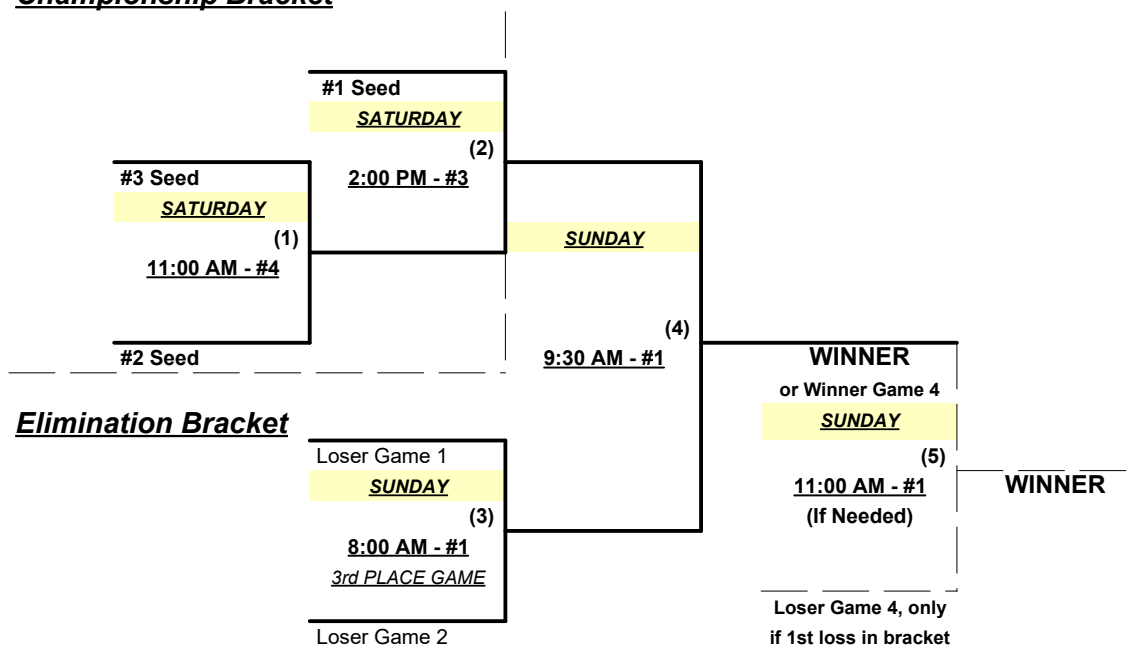 Championship Bracket
#1 Seed
SATURDAY
(2)
2:00 PM - #3
#3 Seed
SATURDAY
(1)
11:00 AM - #4
#2 Seed
SUNDAY
(4)
9:30 AM - #1
WINNER
or Winner Game 4
SUNDAY
(5)
11:00 AM - #1
(If Needed)
WINNER
Loser Game 4, only
if 1st loss in bracket
Elimination Bracket
Loser Game 1
SUNDAY
(3)
8:00 AM - #1
3rd PLACE GAME
Loser Game 2